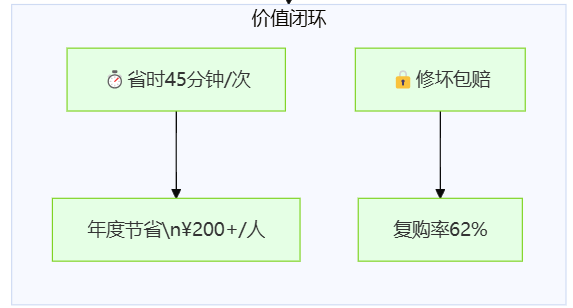 价值闭环
⏱省时45分钟/次
🔒修坏包赔
年度节省\n¥200+/人
复购率62%